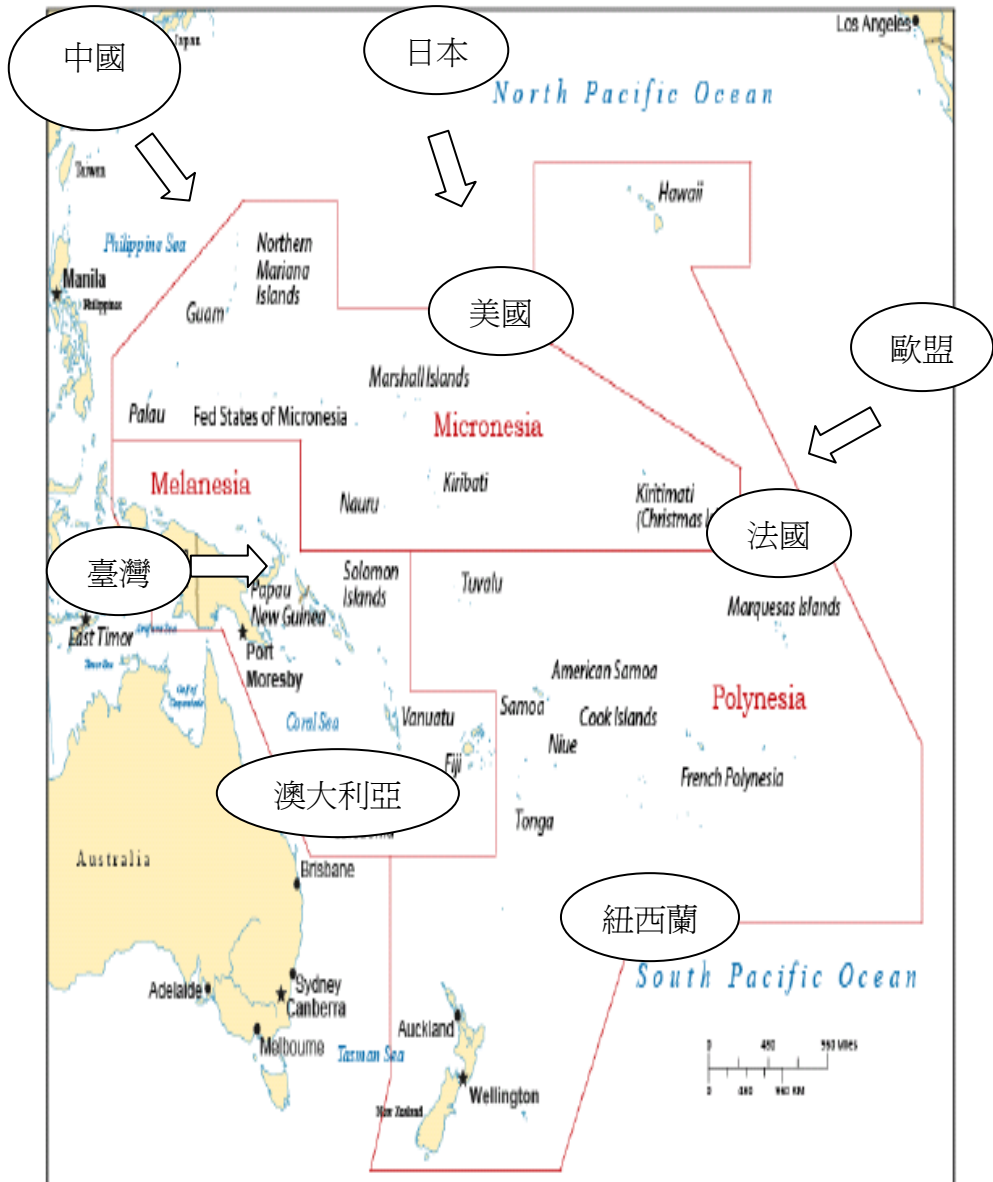 中國
日本
Los Angeles
Japan
North Pacific Ocean
Taiwan
Hawaii
Philippine Sea
Northern
Mariana
Islands
Manila
Philippines
Guam
美國
歐盟
Marshall Islands
Palau
Fed States of Micronesia
Micronesia
Melanesia
Kiribati
Nauru
Kiritimati
(Christmas
法國
臺灣
Solomon
Islands
Tuvalu
Papau
New Guinea
Marquesas Islands
East Timor
Port
Moresby
American Samoa
Polynesia
Samoa
Cook Islands
Coral Sea
Vanuatu
Niue
Fiji
French Polynesia
澳大利亞
Tonga
Australia
Brisbane
紐西蘭
South Pacific Ocean
Adelaide
Sydney
Canberra
Auckland
Melbourne
Tasman Sea
Wellington
New Zealand